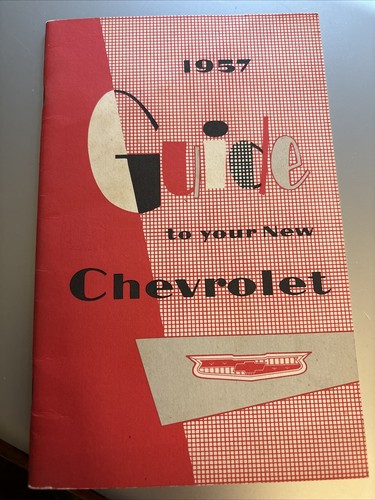 1957
Guide
to your New
Chevrolet